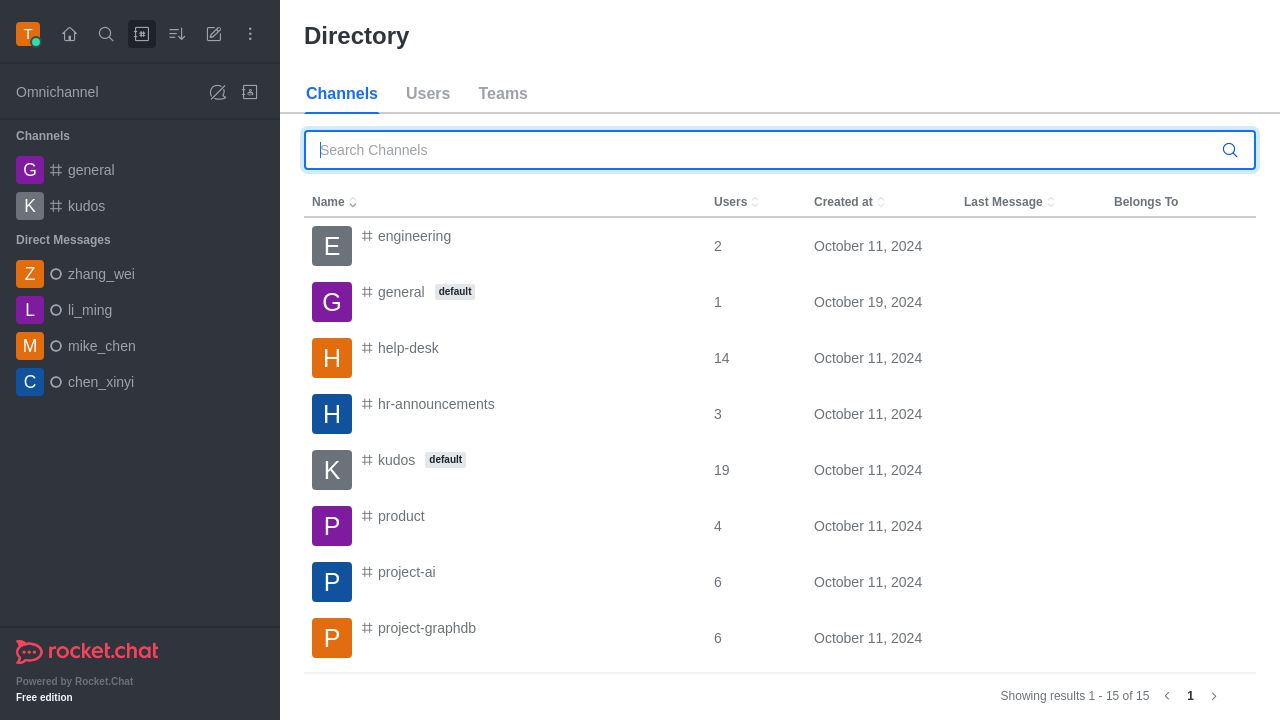 T
Omnichannel
Channels
G general
K kudos
Direct Messages
Z zhang_wei
L li_ming
M mike_chen
C chen_xinyi
rocket.chat
Powered by Rocket.Chat
Free edition
Directory
Channels Users Teams
Search Channels
Name Users Created at Last Message Belongs To
E engineering 2 October 11, 2024
G general default 1 October 19, 2024
H help-desk 14 October 11, 2024
H hr-announcements 3 October 11, 2024
K kudos default 19 October 11, 2024
P product 4 October 11, 2024
P project-ai 6 October 11, 2024
P project-graphdb 6 October 11, 2024
Showing results 1 - 15 of 15 1